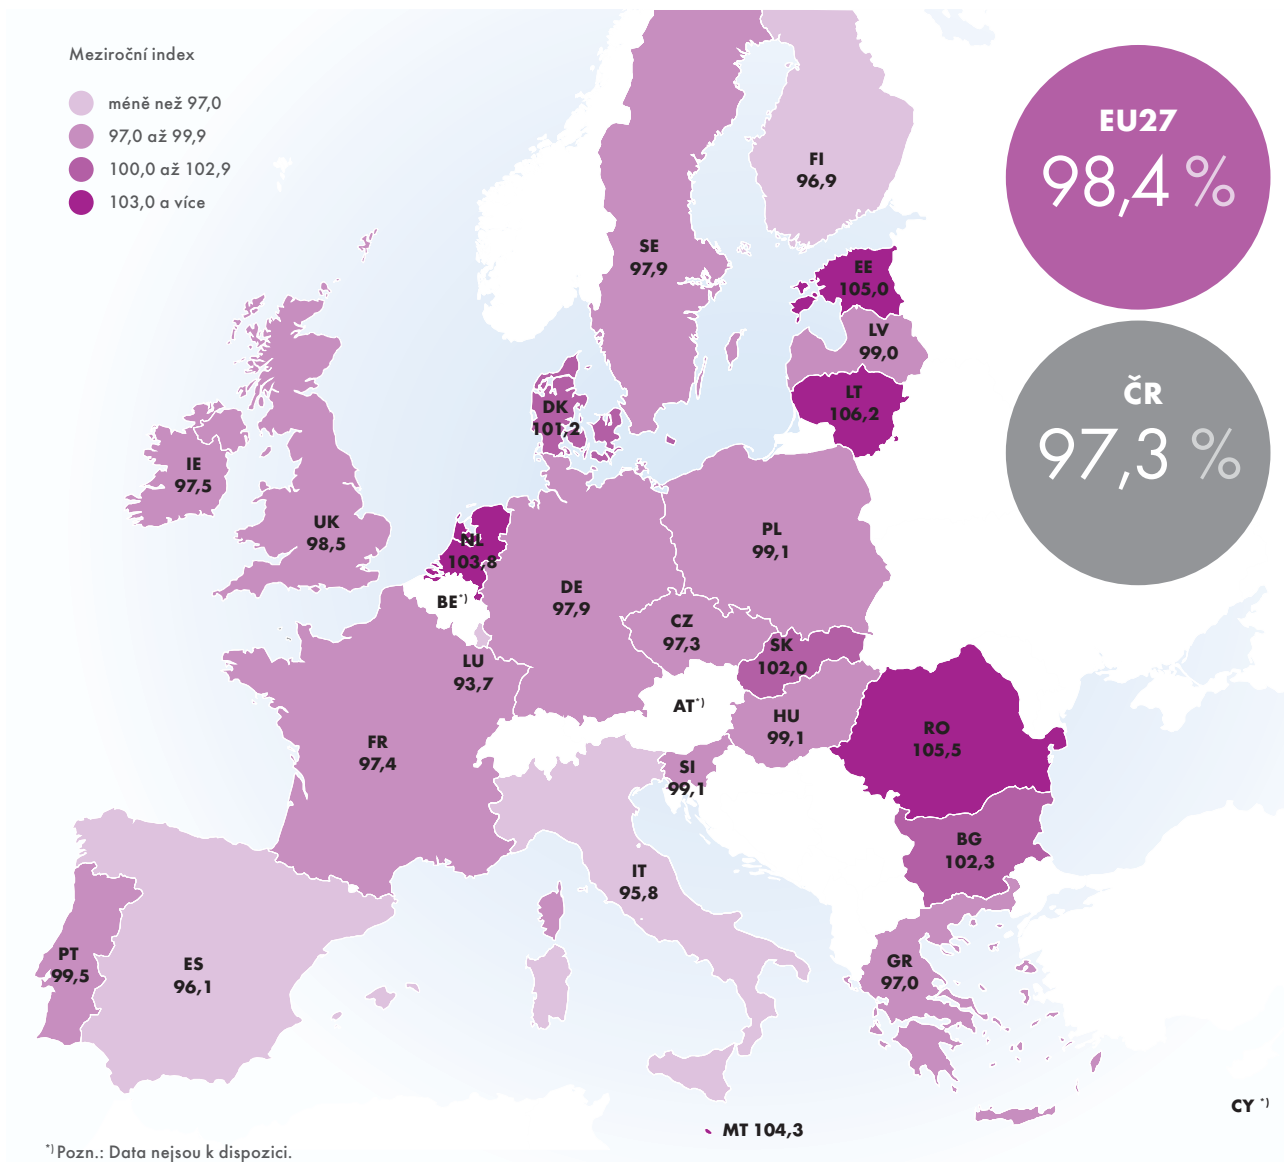 Meziroční index
méně než 97,0
97,0 až 99,9
100,0 až 102,9
103,0 a více
EU27
98,4 %
ČR
97,3 %
FI
96,9
SE
97,9
EE
105,0
LV
99,0
LT
106,2
DK
101,2
IE
97,5
UK
98,5
NL
103,8
BE*)
PL
99,1
DE
97,9
CZ
97,3
SK
102,0
LU
93,7
AT*)
HU
99,1
RO
105,5
FR
97,4
SI
99,1
BG
102,3
IT
95,8
PT
99,5
ES
96,1
GR
97,0
CY *)
MT 104,3
*) Pozn.: Data nejsou k dispozici.